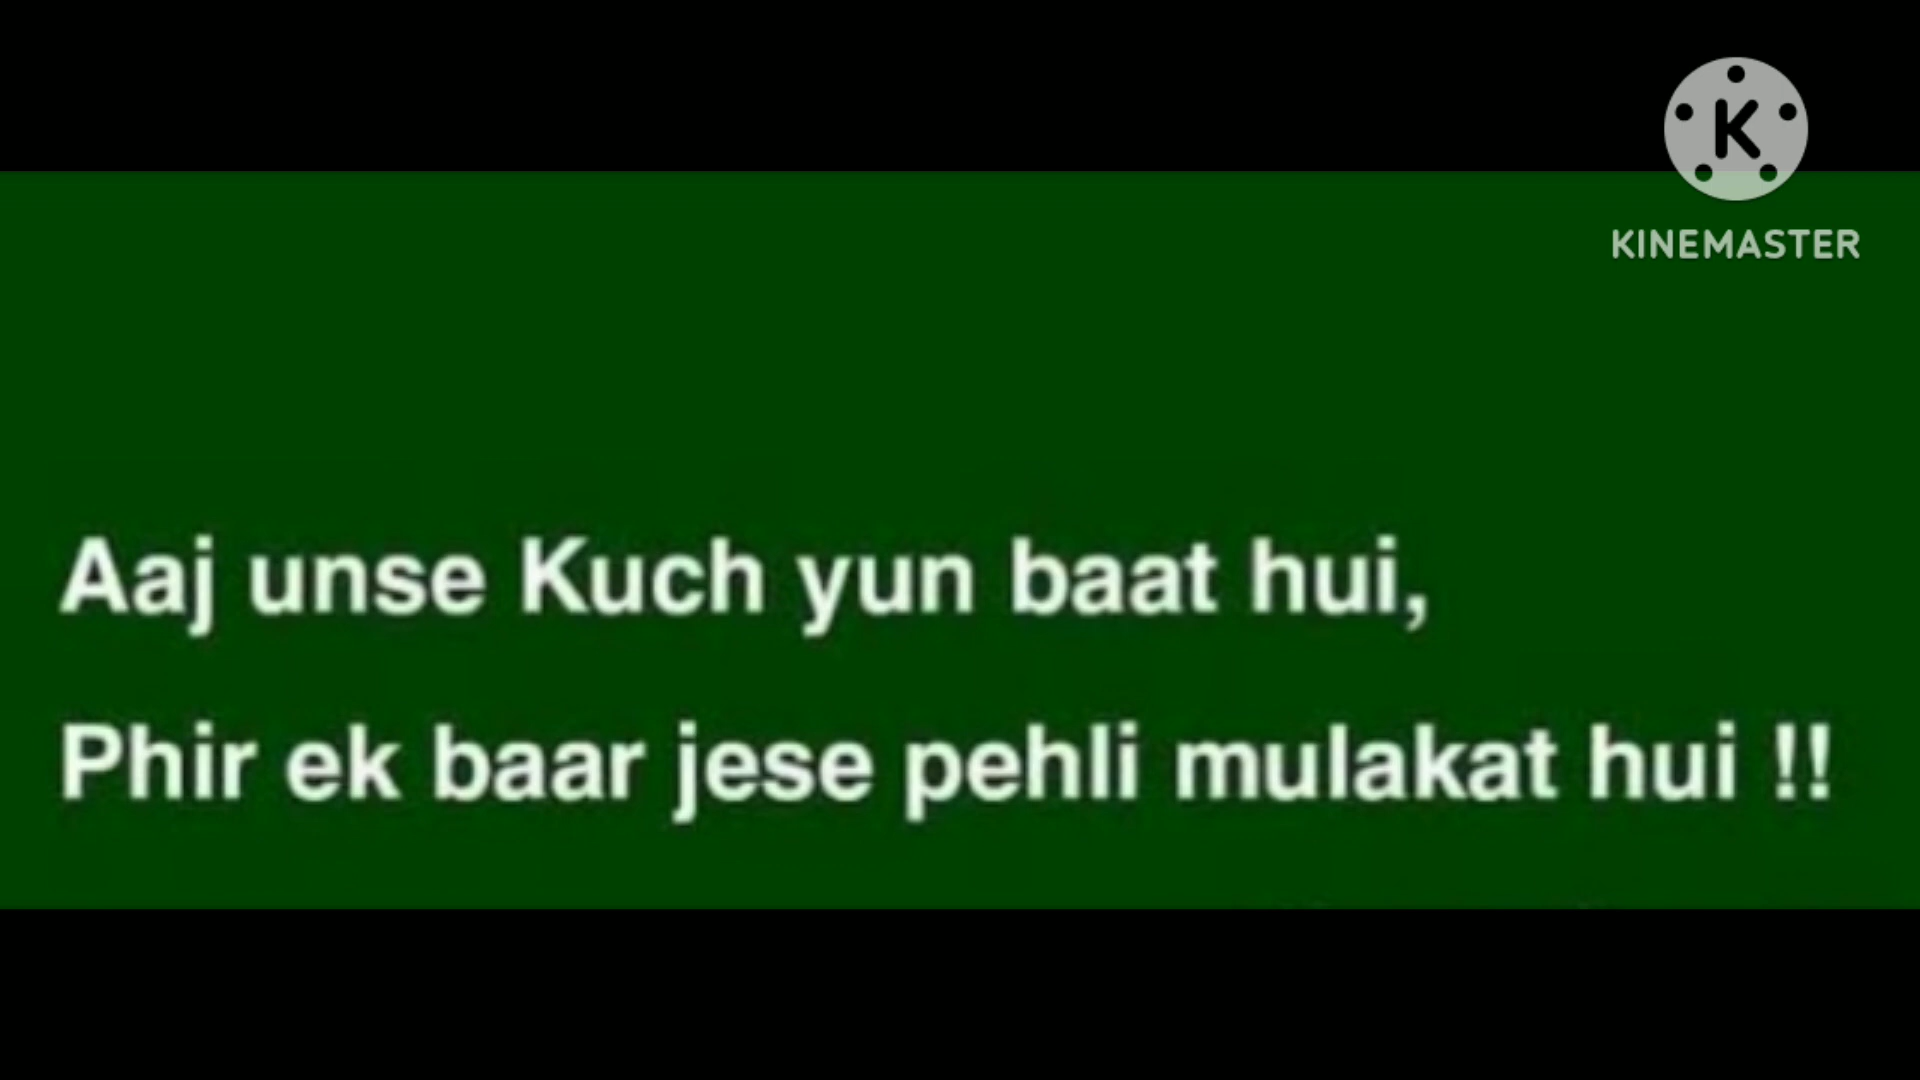 K
KINEMASTER
Aaj unse Kuch yun baat hui,
Phir ek baar jese pehli mulakat hui !!